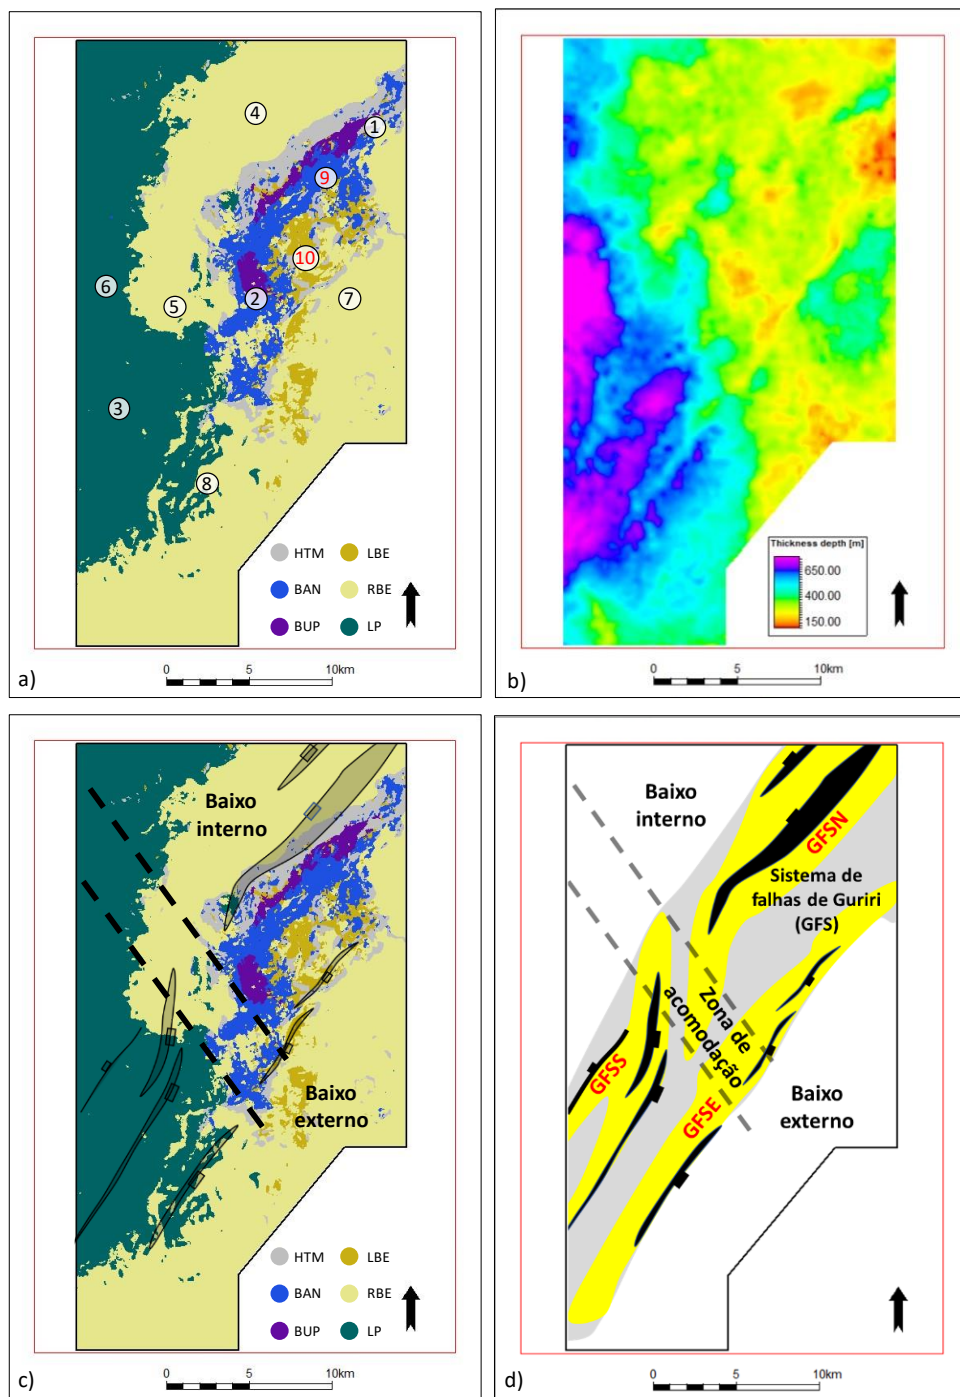 4
1
9
10
6
5
2
7
3
8
HTM
LBE
BAN
RBE
BUP
LP
0
5
10km
a)
Thickness depth [m]
650.00
400.00
150.00
0
5
10km
b)
Baixo
interno
Baixo
externo
HTM
LBE
BAN
RBE
BUP
LP
0
5
10km
c)
Baixo
interno
GFSN
Sistema de
falhas de Guriri
(GFS)
Zona de
acomodação
GFSS
GFSE
Baixo
externo
0
5
10km
d)